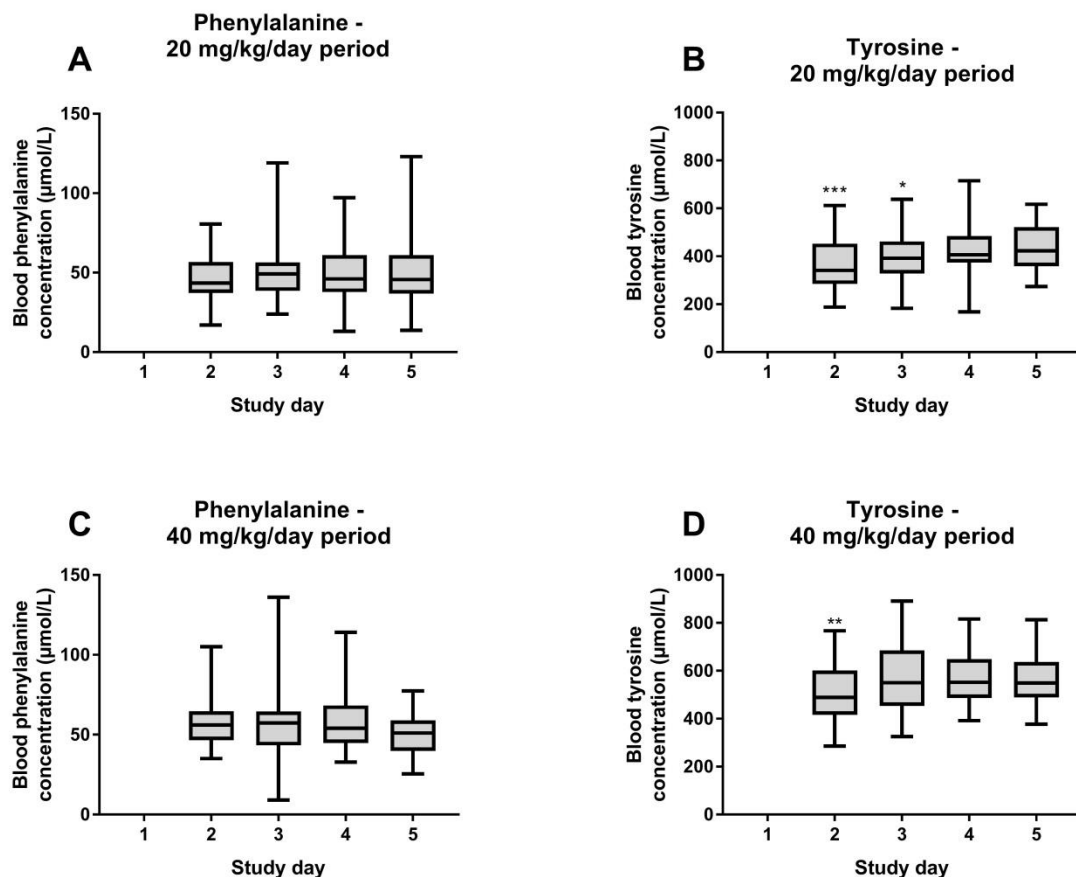 A
Phenylalanine -
20 mg/kg/day period
Blood phenylalanine
concentration (µmol/L)
150
100
50
0
1 2 3 4 5
Study day
B
Tyrosine -
20 mg/kg/day period
Blood tyrosine
concentration (µmol/L)
1000
800
600
400
200
0
*** *
1 2 3 4 5
Study day
C
Phenylalanine -
40 mg/kg/day period
Blood phenylalanine
concentration (µmol/L)
150
100
50
0
1 2 3 4 5
Study day
D
Tyrosine -
40 mg/kg/day period
Blood tyrosine
concentration (µmol/L)
1000
800
600
400
200
0
**
1 2 3 4 5
Study day